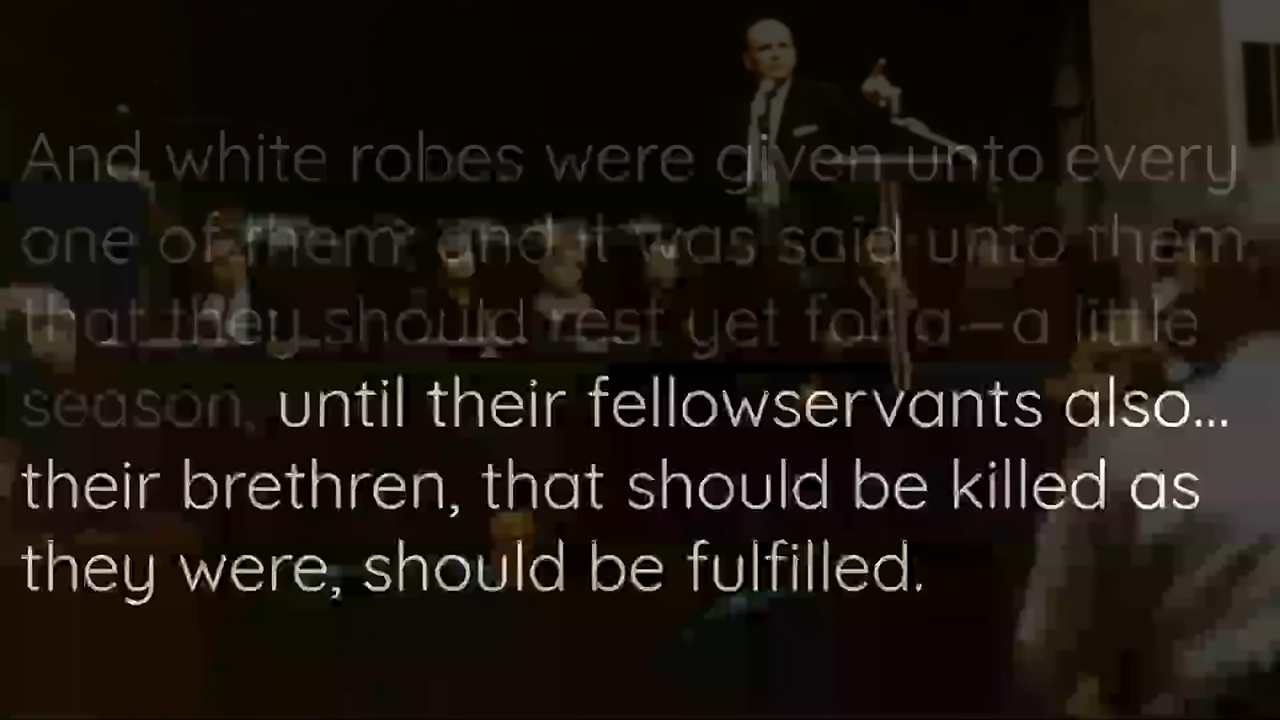 And white robes were given unto every
one of them; and it was said unto them
that they should rest yet for a—a little
season, until their fellowservants also...
their brethren, that should be killed as
they were, should be fulfilled.